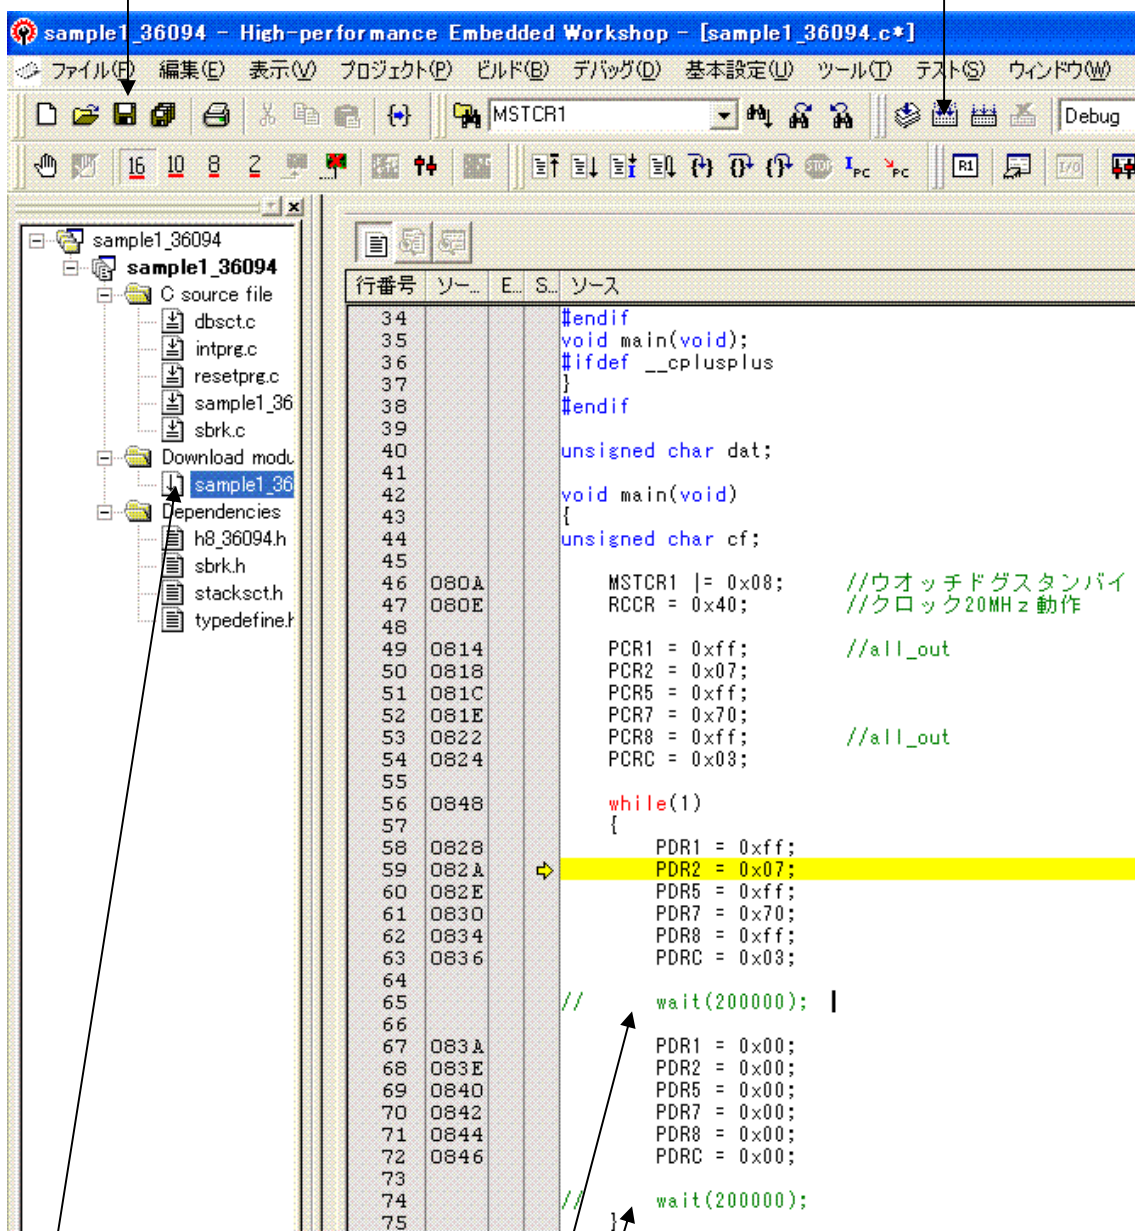 sample1_36094 - High-performance Embedded Workshop - [sample1_36094.c*]
ファイル(F) 編集(E) 表示(V) プロジェクト(P) ビルド(B) デバッグ(D) 基本設定(U) ツール(T) テスト(S) ウィンドウ(W)
MSTCR1 Debug
16 10 8 2 I PC PC R1 I/O
sample1_36094
sample1_36094
C source file
dbsct.c
intprg.c
resetprg.c
sample1_36
sbrk.c
Download modu
sample1_36
Dependencies
h8_36094.h
sbrk.h
stacksct.h
typedefine.h
行番号 ソー... E... S... ソース
34 #endif
35 void main(void);
36 #ifdef __cplusplus
37 }
38 #endif
39
40 unsigned char dat;
41
42 void main(void)
43 {
44 unsigned char cf;
45
46 080A MSTCR1 |= 0x08; //ウオッチドグスタンバイ
47 080E RCCR = 0x40; //クロック20MHz動作
48
49 0814 PCR1 = 0xff; //all_out
50 0818 PCR2 = 0x07;
51 081C PCR5 = 0xff;
52 081E PCR7 = 0x70;
53 0822 PCR8 = 0xff; //all_out
54 0824 PCRC = 0x03;
55
56 0848 while(1)
57 {
58 0828 PDR1 = 0xff;
59 082A PDR2 = 0x07;
60 082E PDR5 = 0xff;
61 0830 PDR7 = 0x70;
62 0834 PDR8 = 0xff;
63 0836 PDRC = 0x03;
64
65 // wait(200000);
66
67 083A PDR1 = 0x00;
68 083E PDR2 = 0x00;
69 0840 PDR5 = 0x00;
70 0842 PDR7 = 0x00;
71 0844 PDR8 = 0x00;
72 0846 PDRC = 0x00;
73
74 // wait(200000);
75 }